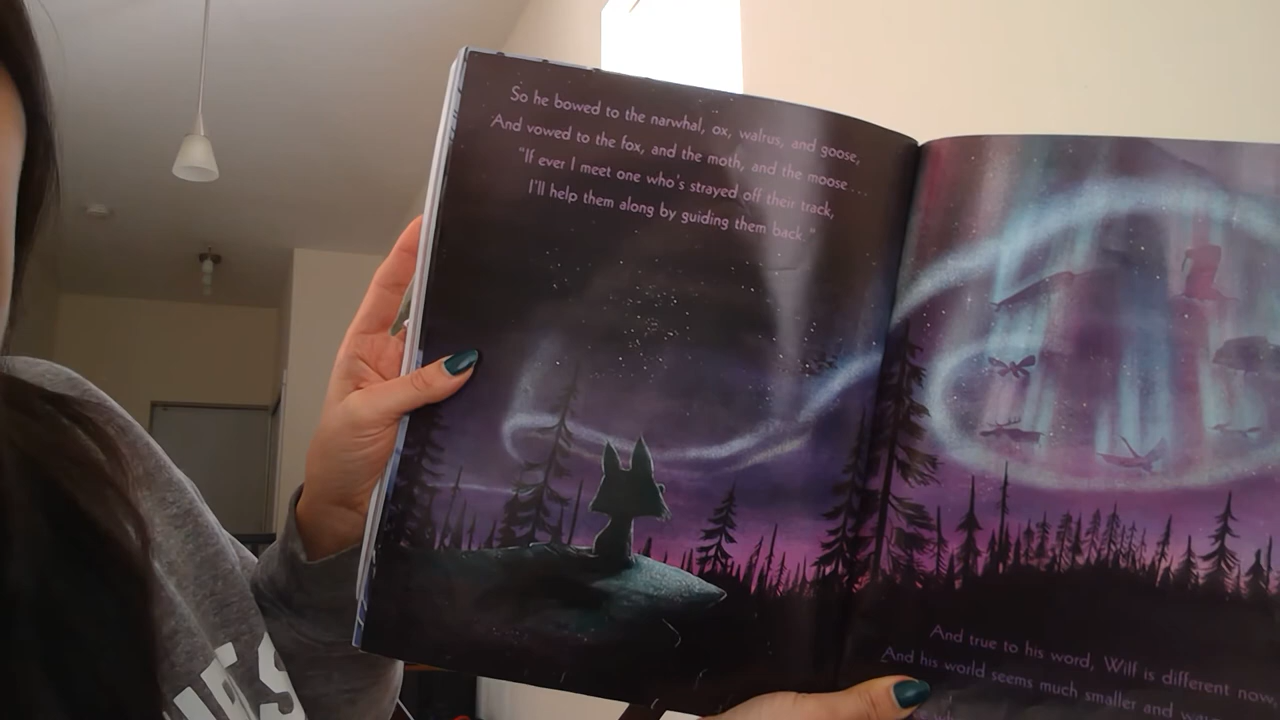 So he bowed to the narwhal, ox, walrus, and goose,
And vowed to the fox, and the moth, and the moose...
"If ever I meet one who's strayed off their track,
I'll help them along by guiding them back."
And true to his word, Wilf is different now,
And his world seems much smaller and